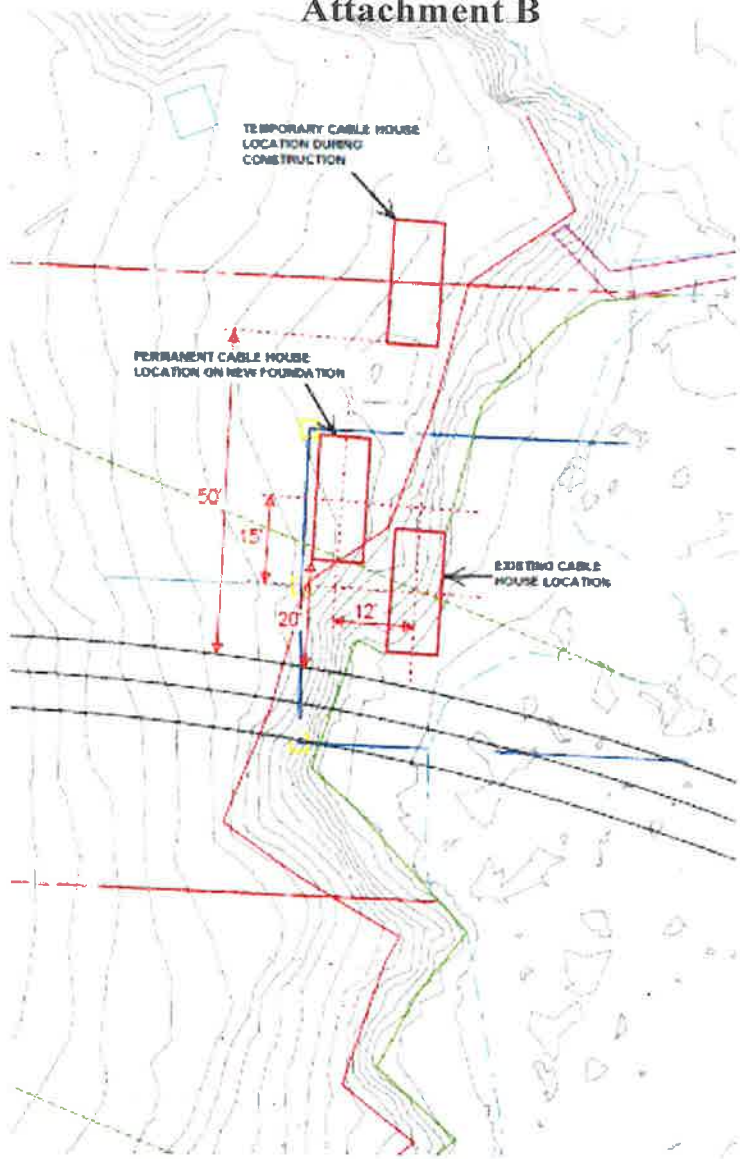 Attachment B
TEMPORARY CABLE HOUSE
LOCATION DURING
CONSTRUCTION
PERMANENT CABLE HOUSE
LOCATION ON NEW FOUNDATION
50'
15'
EXISTING CABLE
HOUSE LOCATION
20'
12'